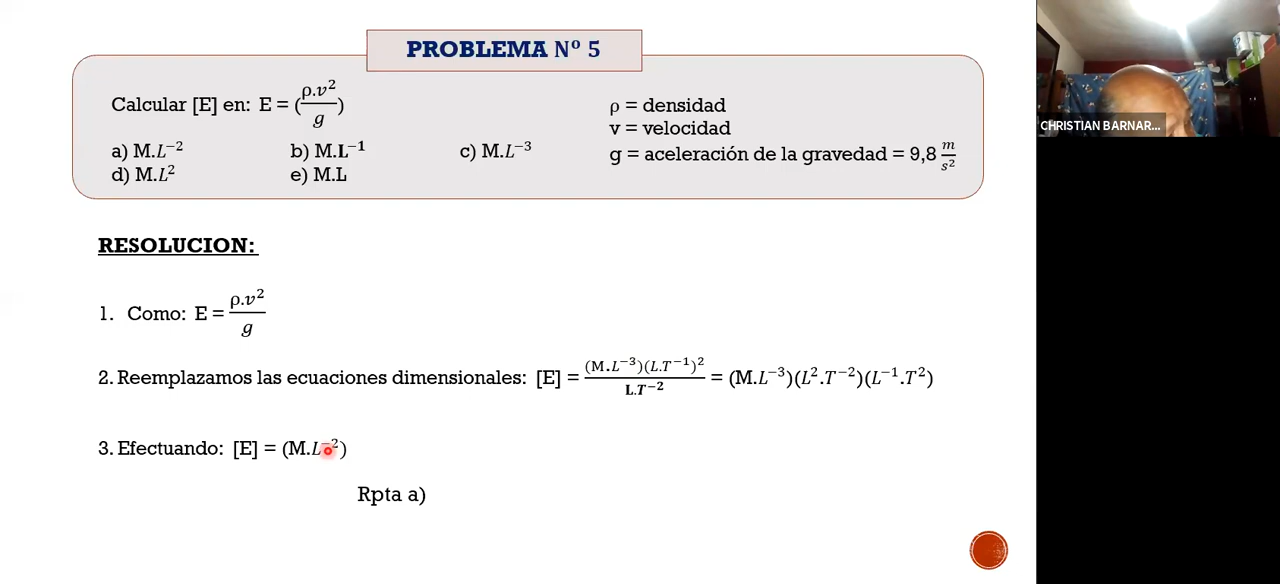 PROBLEMA Nº 5
Calcular [E] en: E = (ρ.v²/g)
ρ = densidad
v = velocidad
g = aceleración de la gravedad = 9,8 m/s²
a) M.L⁻² b) M.L⁻¹ c) M.L⁻³
d) M.L² e) M.L
RESOLUCION:
1. Como: E = ρ.v²/g
2. Reemplazamos las ecuaciones dimensionales: [E] = (M.L⁻³)(L.T⁻¹)²/L.T⁻² = (M.L⁻³)(L².T⁻²)(L⁻¹.T²)
3. Efectuando: [E] = (M.L⁻²)
Rpta a)
CHRISTIAN BARNAR...